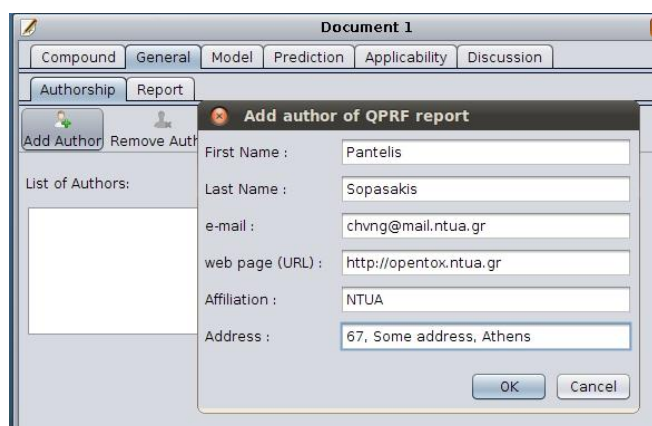 Document 1
Compound General Model Prediction Applicability Discussion
Authorship Report
Add Author Remove Auth
List of Authors:
Add author of QPRF report
First Name : Pantelis
Last Name : Sopasakis
e-mail : chvng@mail.ntua.gr
web page (URL) : http://opentox.ntua.gr
Affiliation : NTUA
Address : 67, Some address, Athens
OK Cancel